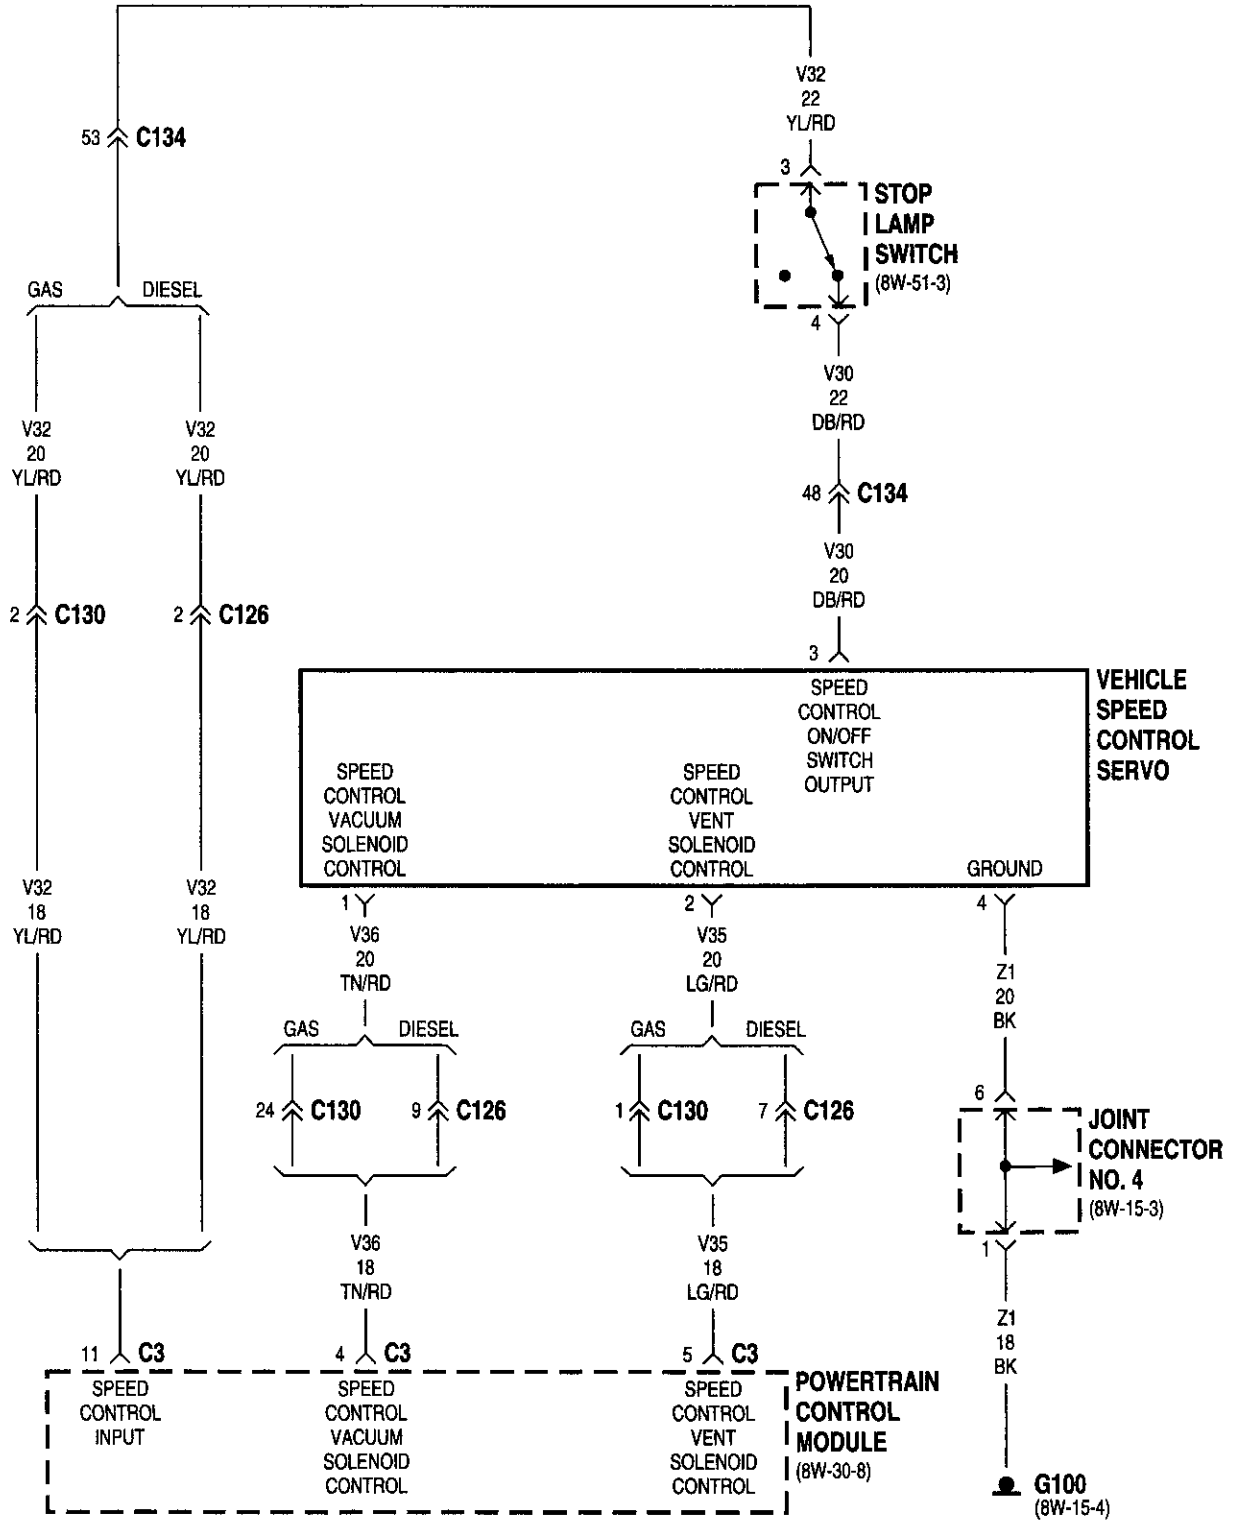 V32
22
YL/RD
53 C134
3
STOP
LAMP
SWITCH
(8W-51-3)
GAS DIESEL
4
V30
22
DB/RD
V32 V32
20 20
YL/RD YL/RD
48 C134
V30
20
DB/RD
2 C130 2 C126
3
VEHICLE
SPEED
CONTROL
SERVO
SPEED
CONTROL
ON/OFF
SWITCH
OUTPUT
SPEED
CONTROL
VACUUM
SOLENOID
CONTROL
SPEED
CONTROL
VENT
SOLENOID
CONTROL
GROUND
V32 V32
18 18
YL/RD YL/RD
1 2 4
V36 V35
20 20
TN/RD LG/RD
Z1
20
BK
GAS DIESEL GAS DIESEL
24 C130 9 C126 1 C130 7 C126
6
JOINT
CONNECTOR
NO. 4
(8W-15-3)
1
V36 V35
18 18
TN/RD LG/RD
Z1
18
BK
11 C3 4 C3 5 C3
SPEED
CONTROL
INPUT
SPEED
CONTROL
VACUUM
SOLENOID
CONTROL
SPEED
CONTROL
VENT
SOLENOID
CONTROL
POWERTRAIN
CONTROL
MODULE
(8W-30-8)
G100
(8W-15-4)